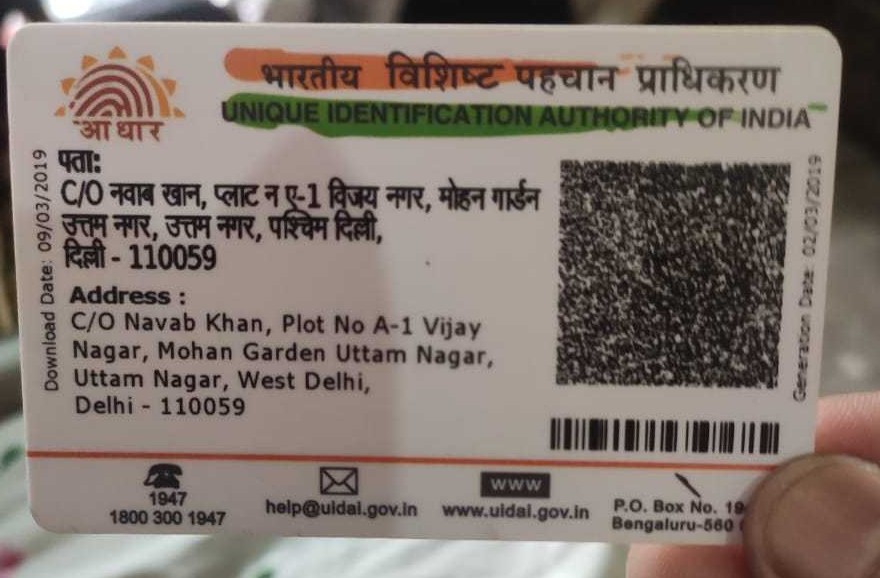 भारतीय विशिष्ट पहचान प्राधिकरण
UNIQUE IDENTIFICATION AUTHORITY OF INDIA
आधार
Download Date: 09/03/2019
पता:
C/O नवाब खान, प्लाट न ए-1 विजय नगर, मोहन गार्डन
उत्तम नगर, उत्तम नगर, पश्चिम दिल्ली,
दिल्ली - 110059
Address :
C/O Navab Khan, Plot No A-1 Vijay
Nagar, Mohan Garden Uttam Nagar,
Uttam Nagar, West Delhi,
Delhi - 110059
Generation Date: 02/03/2019
1947
1800 300 1947
help@uidai.gov.in
WWW
www.uidai.gov.in
P.O. Box No. 19
Bengaluru-560